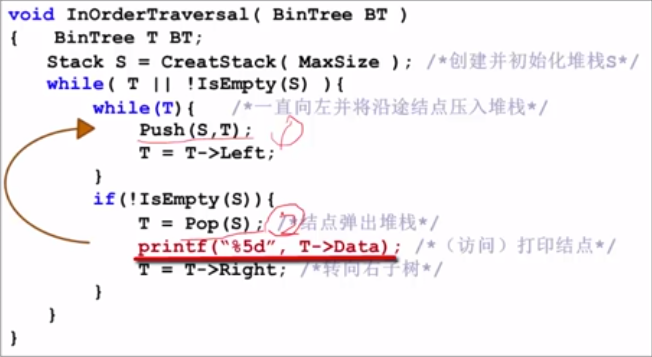 void InOrderTraversal( BinTree BT )
{ BinTree T BT;
Stack S = CreatStack( MaxSize ); /*创建并初始化堆栈S*/
while( T || !IsEmpty(S) ){
while(T){ /*一直向左并将沿途结点压入堆栈*/
Push(S,T);
T = T->Left;
}
if(!IsEmpty(S)){
T = Pop(S); /*结点弹出堆栈*/
printf("%5d", T->Data); /*（访问）打印结点*/
T = T->Right; /*转向右子树*/
}
}
}